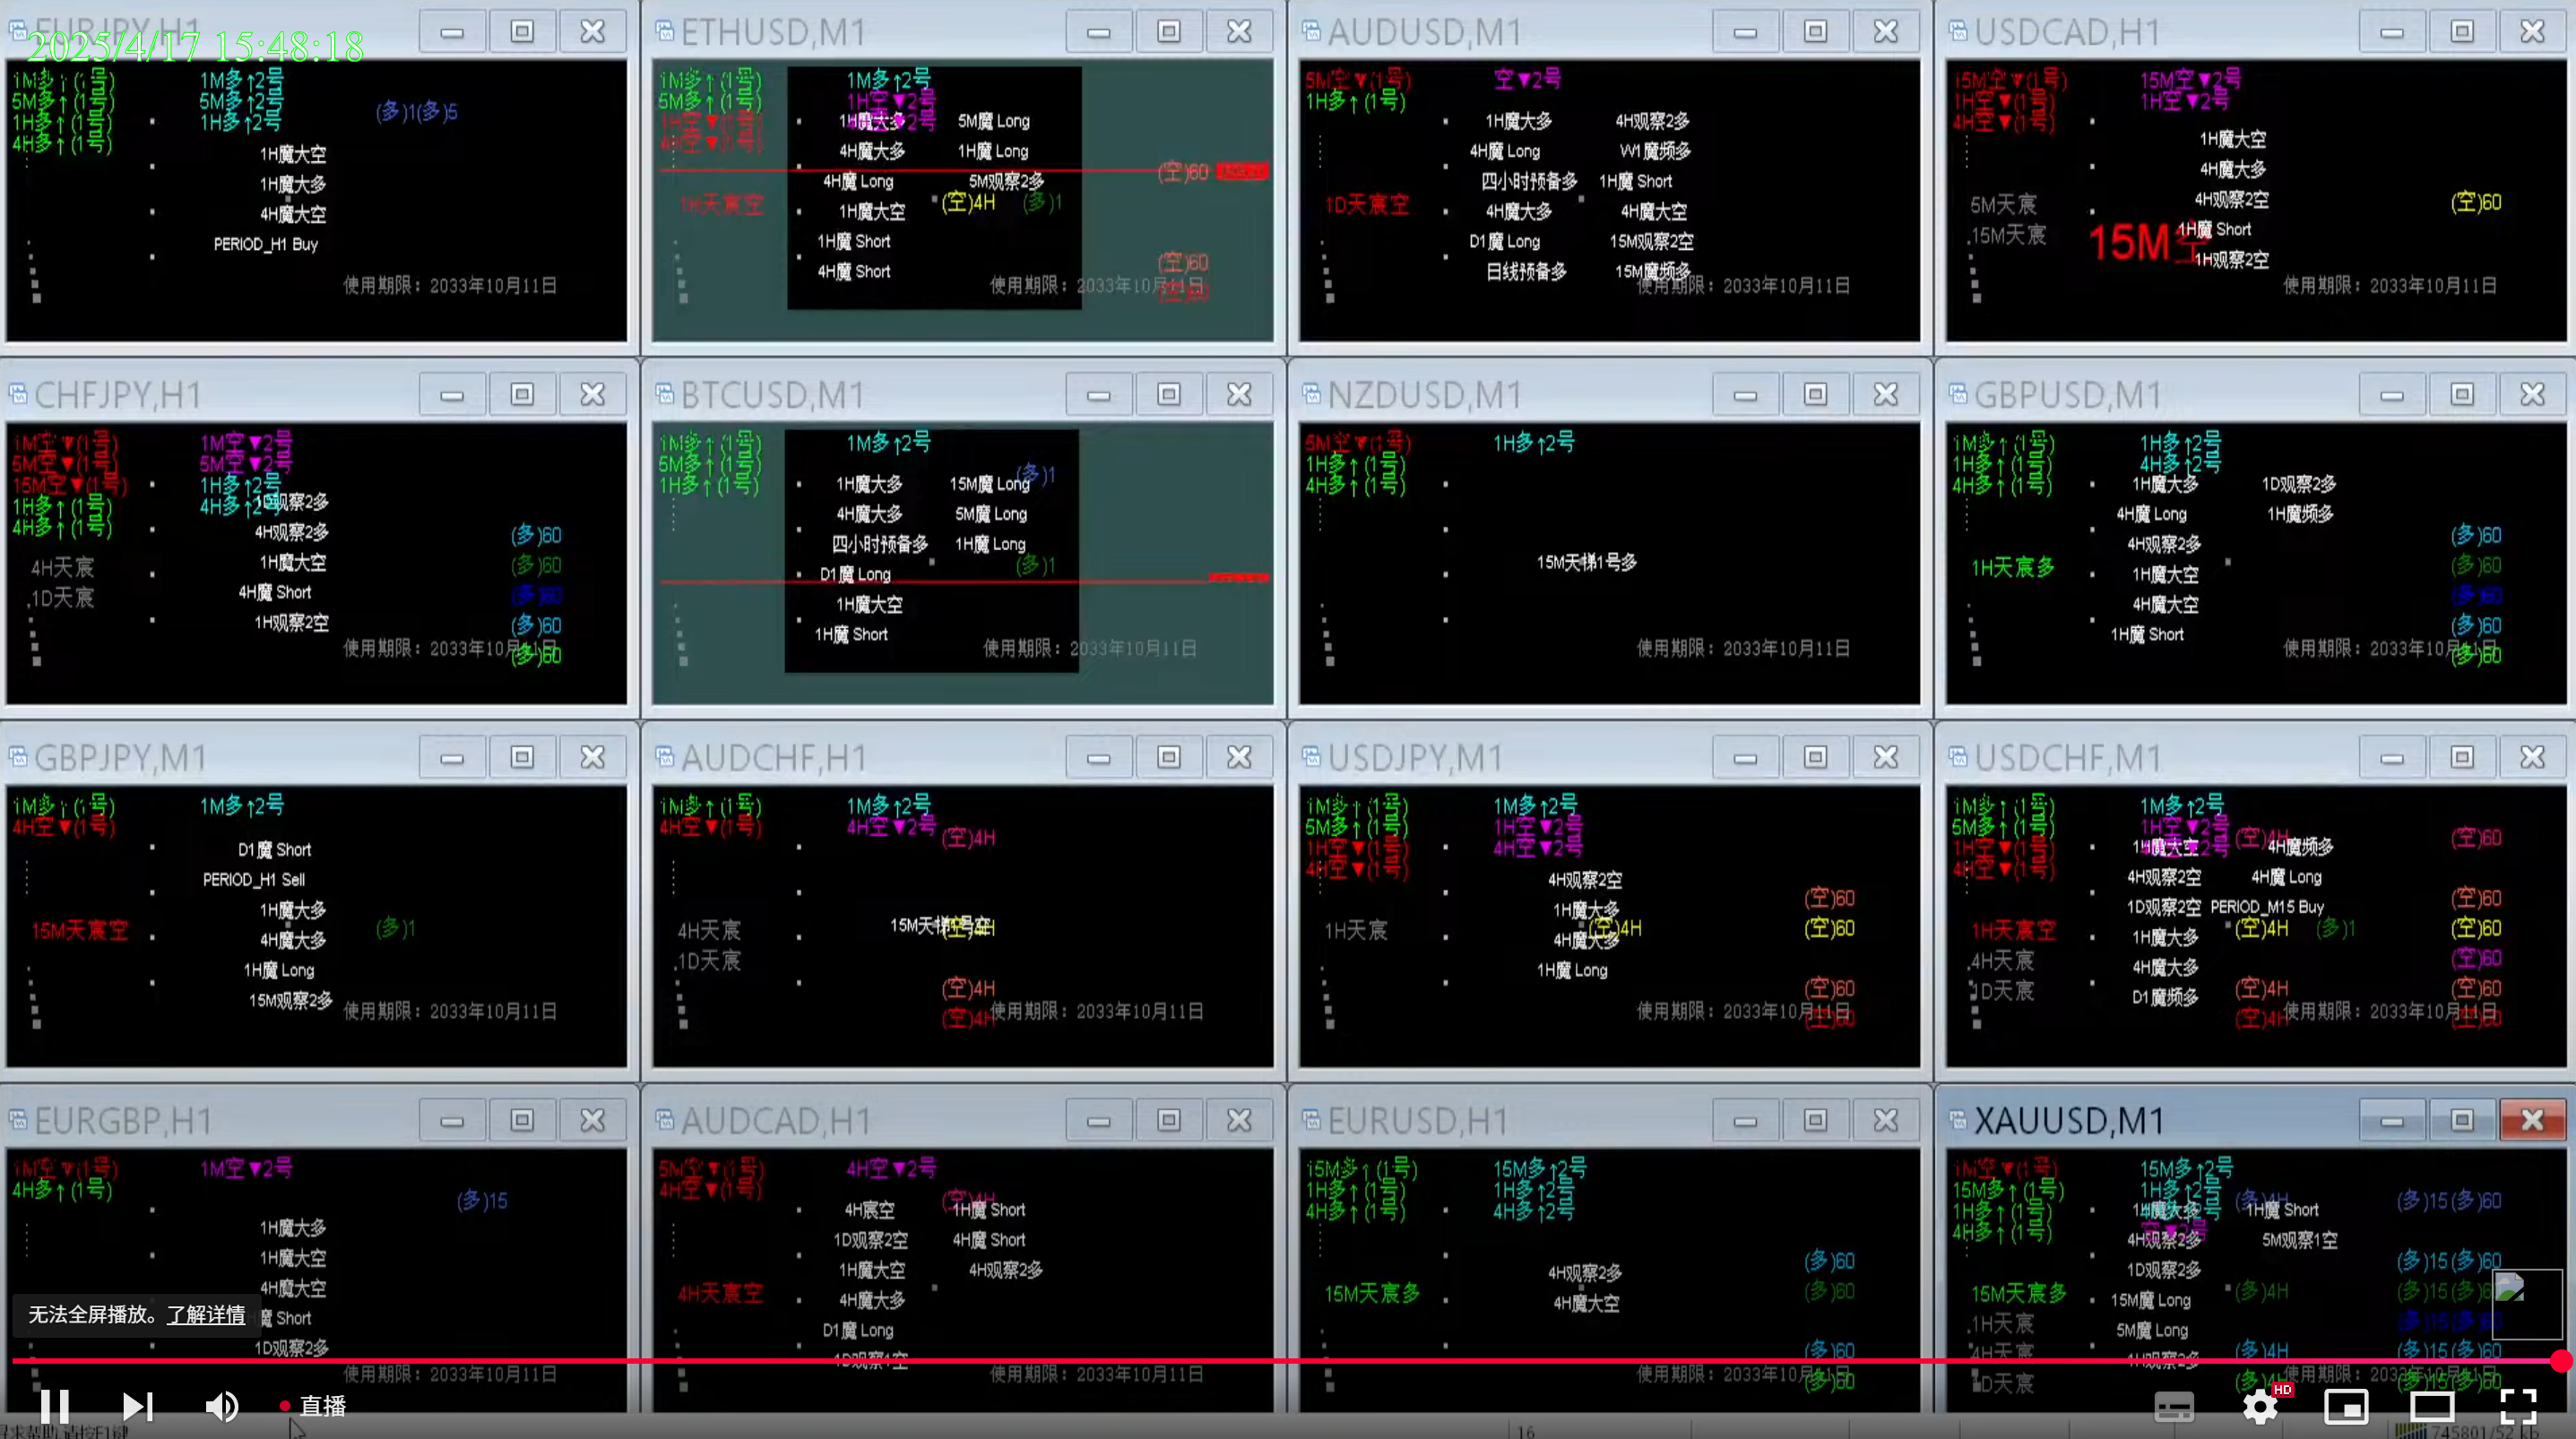 EURJPY,H1
2025/4/17 15:48:18
1M多↑(1号)
5M多↑(1号)
1H多↑(1号)
4H多↑(1号)
1M多↑2号
5M多↑2号
1H多↑2号
(多)1(多)5
1H魔大空
1H魔大多
4H魔大空
PERIOD_H1 Buy
使用期限：2033年10月11日
ETHUSD,M1
1M多↑(1号)
5M多↑(1号)
1H空▼(1号)
4H空▼(1号)
1M多↑2号
1H空▼2号
1H魔大多
4H魔大多
4H魔 Long
1H魔大空
1H魔 Short
4H魔 Short
5M魔 Long
1H魔 Long
5M观察2多
(空)4H
(多)1
1H天宸空
(空)60
(空)60
使用期限：2033年10月11日
AUDUSD,M1
5M空▼(1号)
1H多↑(1号)
空▼2号
1H魔大多
4H魔 Long
四小时预备多
4H魔大多
D1魔 Long
日线预备多
4H观察2多
W1魔频多
1H魔 Short
4H魔大空
15M观察2空
15M魔频多
1D天宸空
使用期限：2033年10月11日
USDCAD,H1
15M空▼(1号)
1H空▼(1号)
4H空▼(1号)
15M空▼2号
1H空▼2号
1H魔大空
4H魔大多
4H观察2空
1H魔 Short
1H观察2空
5M天宸
15M天宸
15M空
(空)60
使用期限：2033年10月11日
CHFJPY,H1
1M空▼(1号)
5M空▼(1号)
15M空▼(1号)
1H多↑(1号)
4H多↑(1号)
1M空▼2号
5M空▼2号
1H多↑2号
4H多↑2号
1D观察2多
4H观察2多
1H魔大空
4H魔 Short
1H观察2空
4H天宸
1D天宸
(多)60
(多)60
(多)60
(多)60
(多)60
使用期限：2033年10月11日
BTCUSD,M1
1M多↑(1号)
5M多↑(1号)
1H多↑(1号)
1M多↑2号
1H魔大多
4H魔大多
四小时预备多
D1魔 Long
1H魔大空
1H魔 Short
15M魔 Long
5M魔 Long
1H魔 Long
(多)1
(多)1
使用期限：2033年10月11日
NZDUSD,M1
5M空▼(1号)
1H多↑(1号)
4H多↑(1号)
1H多↑2号
15M天梯1号多
使用期限：2033年10月11日
GBPUSD,M1
1M多↑(1号)
1H多↑(1号)
4H多↑(1号)
1H多↑2号
4H多↑2号
1H魔大多
4H魔 Long
4H观察2多
1H魔大空
4H魔大空
1H魔 Short
1D观察2多
1H魔频多
1H天宸多
(多)60
(多)60
(多)60
(多)60
(多)60
使用期限：2033年10月11日
GBPJPY,M1
1M多↑(1号)
4H空▼(1号)
1M多↑2号
D1魔 Short
PERIOD_H1 Sell
1H魔大多
4H魔大多
1H魔 Long
15M观察2多
15M天宸空
(多)1
使用期限：2033年10月11日
AUDCHF,H1
1M多↑(1号)
4H空▼(1号)
1M多↑2号
4H空▼2号
(空)4H
4H天宸
1D天宸
15M天梯1号空
(空)4H
(空)4H
(空)4H
使用期限：2033年10月11日
USDJPY,M1
1M多↑(1号)
5M多↑(1号)
1H空▼(1号)
4H空▼(1号)
1M多↑2号
1H空▼2号
4H空▼2号
4H观察2空
1H魔大多
(空)4H
4H魔大多
1H魔 Long
1H天宸
(空)60
(空)60
(空)60
(空)60
使用期限：2033年10月11日
USDCHF,M1
1M多↑(1号)
5M多↑(1号)
1H空▼(1号)
4H空▼(1号)
1M多↑2号
1H空▼2号
4H空▼2号
1H魔大空
4H观察2空
1D观察2空
1H魔大多
4H魔大多
D1魔频多
(空)4H
4H魔频多
4H魔 Long
PERIOD_M15 Buy
(空)4H
(多)1
(空)4H
(空)4H
1H天宸空
4H天宸
1D天宸
(空)60
(空)60
(空)60
(空)60
(空)60
(空)60
使用期限：2033年10月11日
EURGBP,H1
1M空▼(1号)
4H多↑(1号)
1M空▼2号
(多)15
1H魔大多
1H魔大空
4H魔大空
魔 Short
1D观察2多
使用期限：2033年10月11日
AUDCAD,H1
5M空▼(1号)
4H空▼(1号)
4H空▼2号
(空)4H
4H宸空
1D观察2空
1H魔大空
4H魔大多
D1魔 Long
1D观察1空
1H魔 Short
4H魔 Short
4H观察2多
4H天宸空
使用期限：2033年10月11日
EURUSD,H1
15M多↑(1号)
1H多↑(1号)
4H多↑(1号)
15M多↑2号
1H多↑2号
4H多↑2号
4H观察2多
4H魔大空
15M天宸多
(多)60
(多)60
(多)60
(多)60
使用期限：2033年10月11日
XAUUSD,M1
1M空▼(1号)
15M多↑(1号)
1H多↑(1号)
4H多↑(1号)
15M多↑2号
1H多↑2号
4H多↑2号
空▼2号
1H魔大多
4H观察2多
1D观察2多
15M魔 Long
5M魔 Long
1H观察2多
(多)4H
1H魔 Short
5M观察1空
(多)4H
(多)4H
(多)4H
15M天宸多
1H天宸
4H天宸
1D天宸
(多)15(多)60
(多)15(多)60
(多)15(多)6
(多)15(多)60
(多)15(多)60
使用期限：2033年10月11日
无法全屏播放。了解详情
直播
HD
16
745801/52 kb